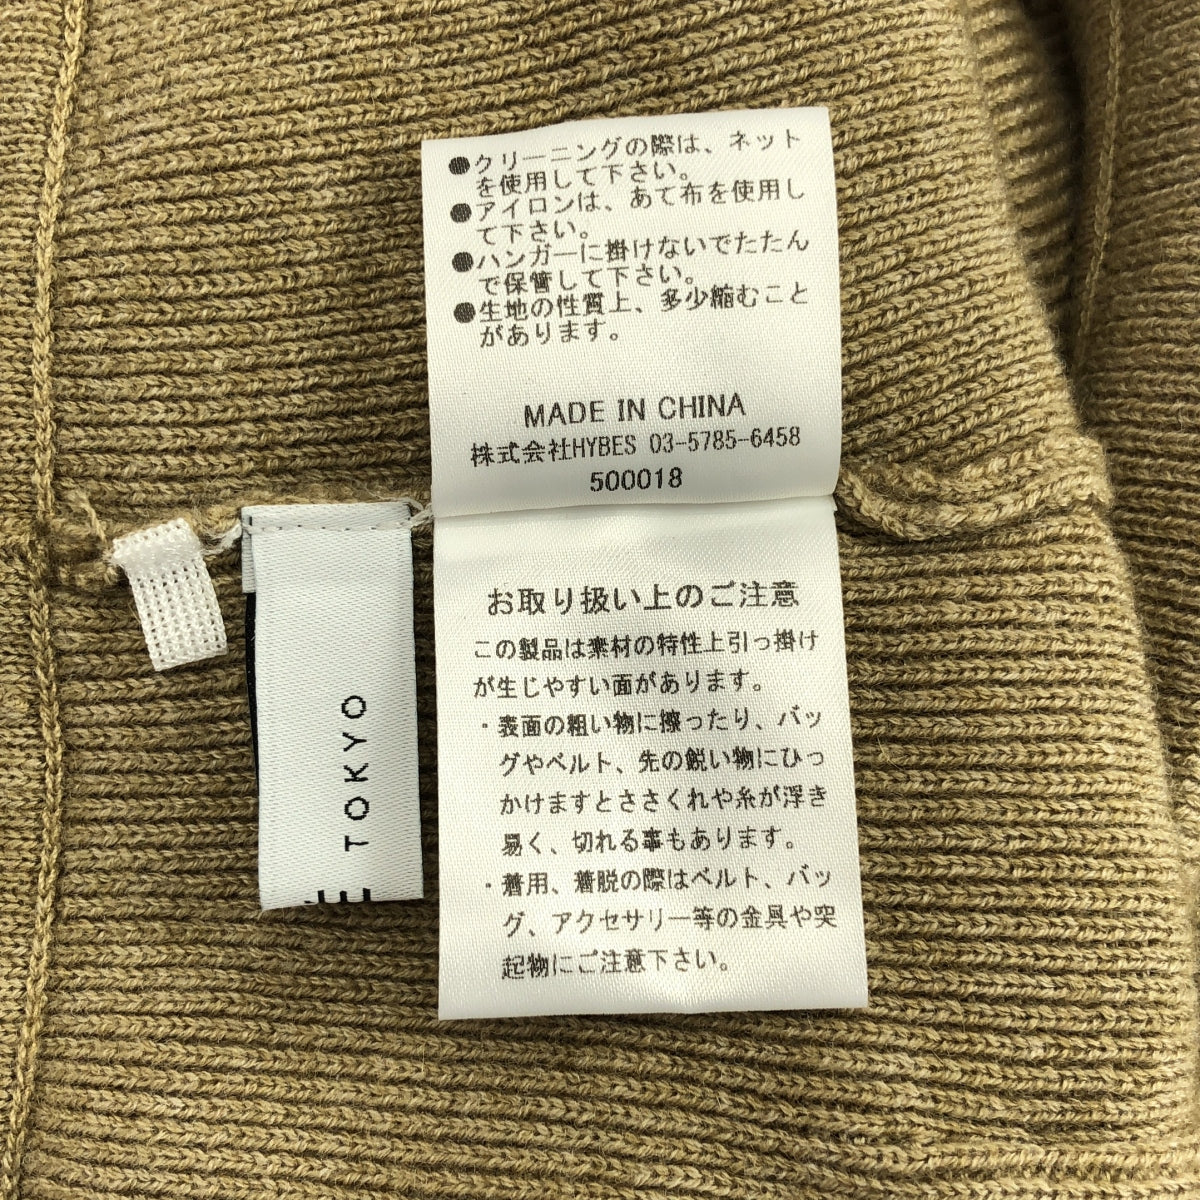 ●クリーニングの際は、ネット
を使用して下さい。
●アイロンは、あて布を使用し
て下さい。
●ハンガーに掛けないでたたん
で保管して下さい。
●生地の性質上、多少縮むこと
があります。
MADE IN CHINA
株式会社HYBES 03-5785-6458
500018
お取り扱い上のご注意
この製品は素材の特性上引っ掛け
が生じやすい面があります。
・表面の粗い物に擦ったり、バッ
グやベルト、先の鋭い物にひっ
かけますとささくれや糸が浮き
易く、切れる事もあります。
・着用、着脱の際はベルト、バッ
グ、アクセサリー等の金具や突
起物にご注意下さい。
TOKYO